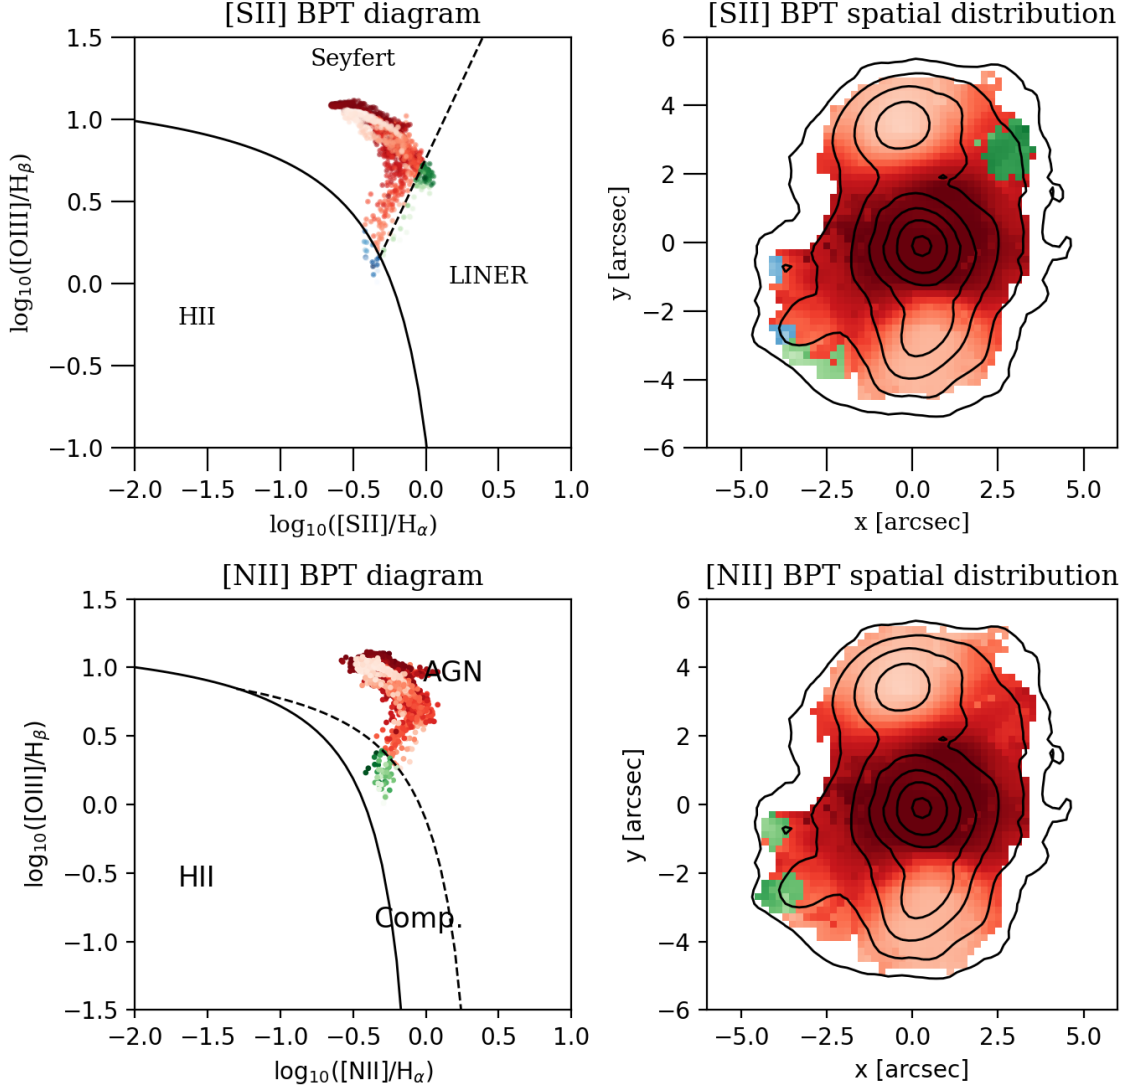 [SII] BPT diagram
1.5
1.0
0.5
0.0
−0.5
−1.0
log₁₀([OIII]/Hᵦ)
Seyfert
HII
LINER
−2.0 −1.5 −1.0 −0.5 0.0 0.5 1.0
log₁₀([SII]/Hα)
[SII] BPT spatial distribution
6
4
2
0
−2
−4
−6
y [arcsec]
−5.0 −2.5 0.0 2.5 5.0
x [arcsec]
[NII] BPT diagram
1.5
1.0
0.5
0.0
−0.5
−1.0
−1.5
log₁₀([OIII]/Hᵦ)
AGN
HII
Comp.
−2.0 −1.5 −1.0 −0.5 0.0 0.5 1.0
log₁₀([NII]/Hα)
[NII] BPT spatial distribution
6
4
2
0
−2
−4
−6
y [arcsec]
−5.0 −2.5 0.0 2.5 5.0
x [arcsec]